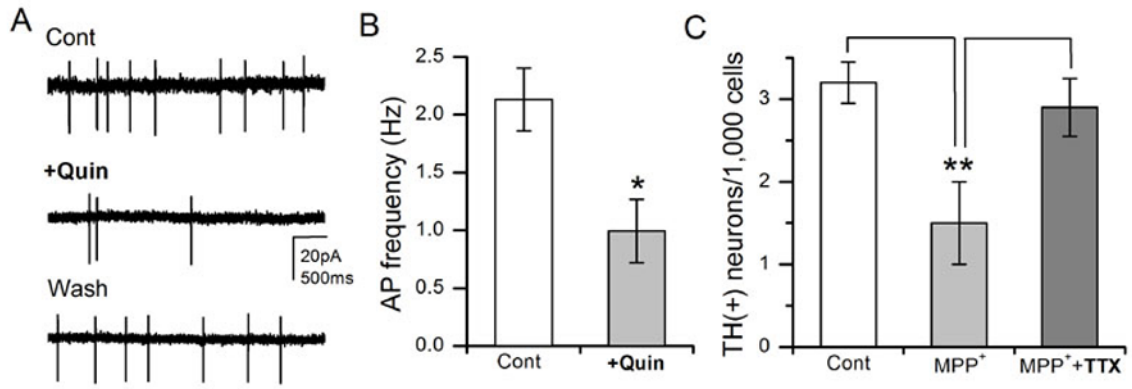 A
Cont
+Quin
20pA
500ms
Wash
B
AP frequency (Hz)
2.5
2.0
1.5
1.0
0.5
0.0
*
Cont
+Quin
C
TH(+) neurons/1,000 cells
3
2
1
0
**
Cont
MPP⁺
MPP⁺+TTX